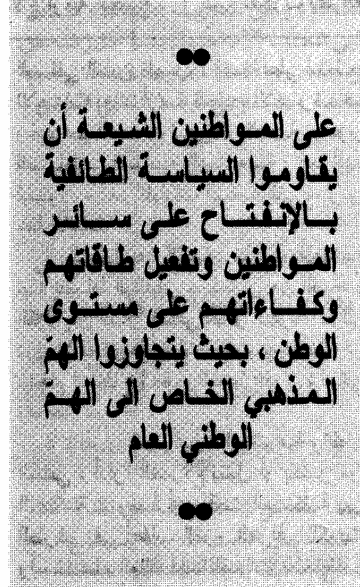 على المواطنين الشيعة أن
يقاوموا السياسة الطائفية
بالإنفتاح على سائر
المواطنين وتفعيل طاقاتهم
وكفاءاتهم على مستوى
الوطن ، بحيث يتجاوزوا الهمّ
المذهبي الخاص الى الهمّ
الوطني العام